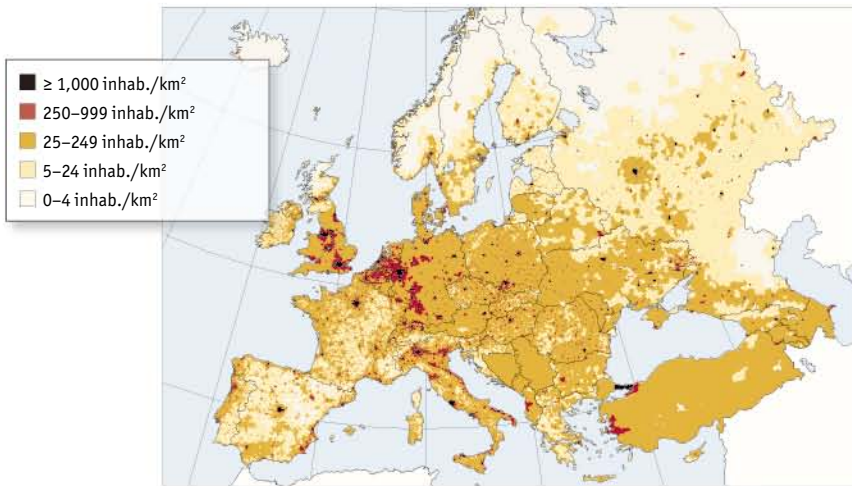 ≥ 1,000 inhab./km²
250–999 inhab./km²
25–249 inhab./km²
5–24 inhab./km²
0–4 inhab./km²